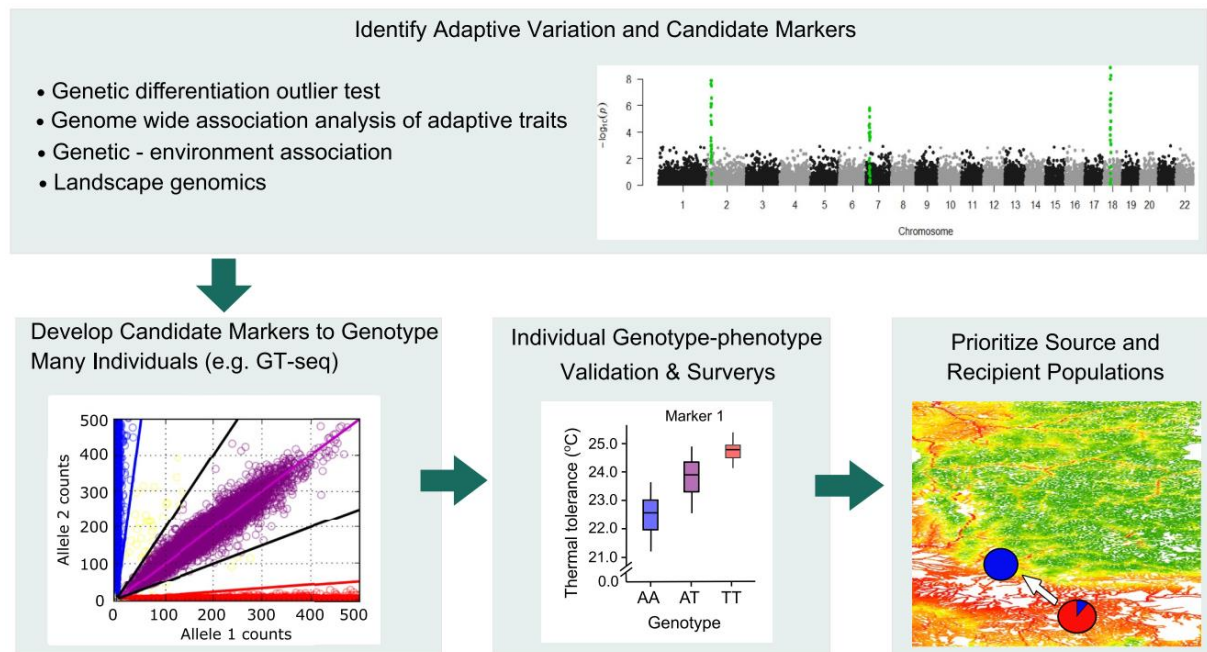 Identify Adaptive Variation and Candidate Markers
• Genetic differentiation outlier test
• Genome wide association analysis of adaptive traits
• Genetic - environment association
• Landscape genomics
8
6
4
2
0
−log₁₀(p)
1 2 3 4 5 6 7 8 9 10 11 12 13 14 15 16 17 18 19 20 22
Chromosome
Develop Candidate Markers to Genotype
Many Individuals (e.g. GT-seq)
500
400
300
200
100
0
Allele 2 counts
0 100 200 300 400 500
Allele 1 counts
Individual Genotype-phenotype
Validation & Surverys
Marker 1
25.0
24.0
23.0
22.0
21.0
0.0
Thermal tolerance (°C)
AA AT TT
Genotype
Prioritize Source and
Recipient Populations